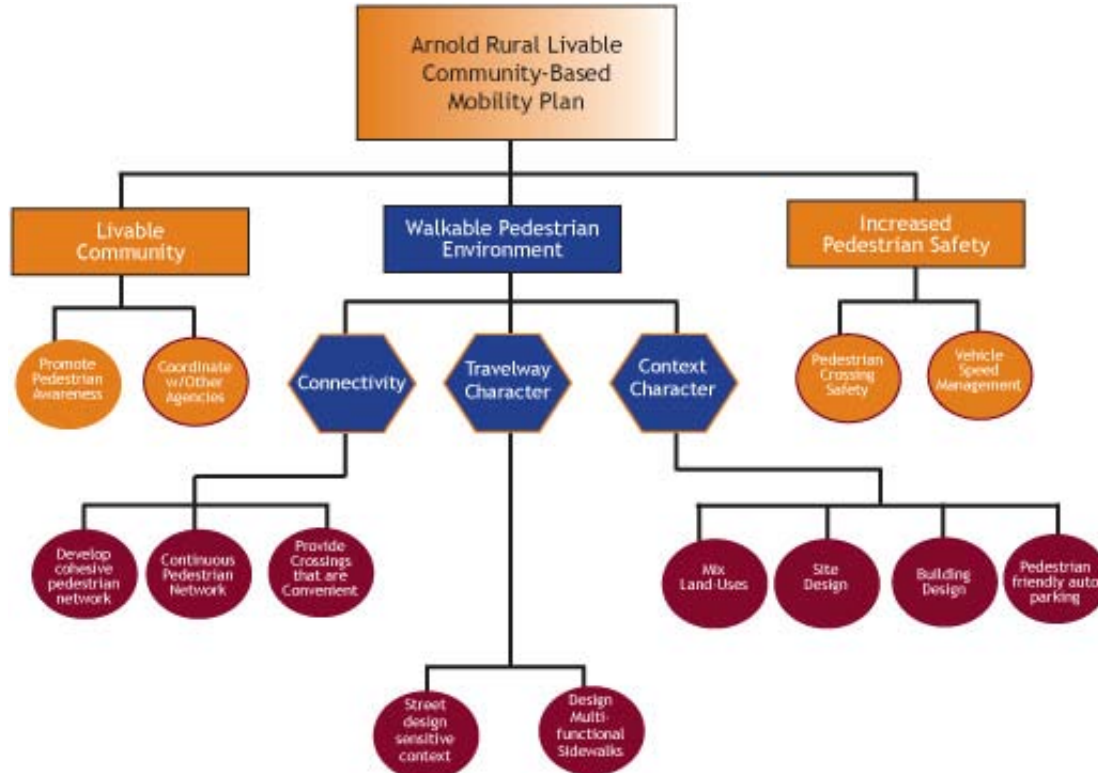 Arnold Rural Livable
Community-Based
Mobility Plan
Livable
Community
Walkable Pedestrian
Environment
Increased
Pedestrian Safety
Promote
Pedestrian
Awareness
Coordinate
w/Other
Agencies
Connectivity
Travelway
Character
Context
Character
Pedestrian
Crossing
Safety
Vehicle
Speed
Management
Develop
cohesive
pedestrian
network
Continuous
Pedestrian
Network
Provide
Crossings
that are
Convenient
Mix
Land-Uses
Site
Design
Building
Design
Pedestrian
friendly auto
parking
Street
design
sensitive
context
Design
Multi-
functional
Sidewalks